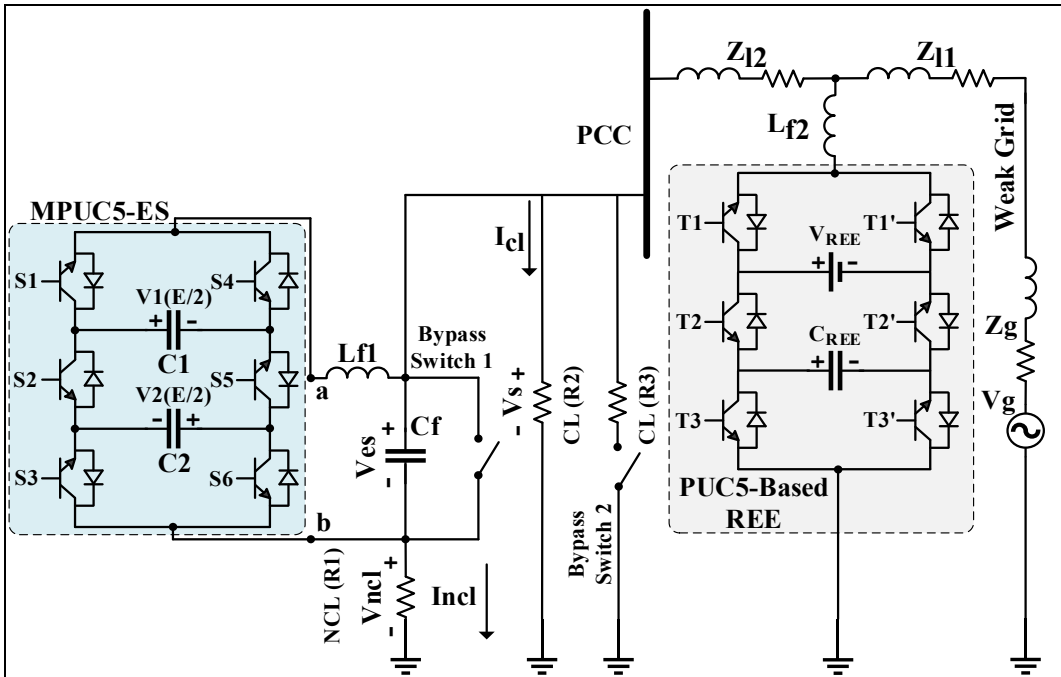 Zl2
Zl1
Lf2
PCC
Weak Grid
MPUC5-ES
Icl
T1
T1'
VREE
+ -
S1
S4
V1(E/2)
+ -
C1
Lf1
Bypass
Switch 1
a
T2
T2'
CREE
+ -
Zg
S2
S5
V2(E/2)
- +
C2
Cf
+
Ves
-
- Vs +
CL (R2)
CL (R3)
Vg
T3
T3'
S3
S6
PUC5-Based
REE
b
Bypass
Switch 2
NCL (R1)
+
Vncl
-
Incl